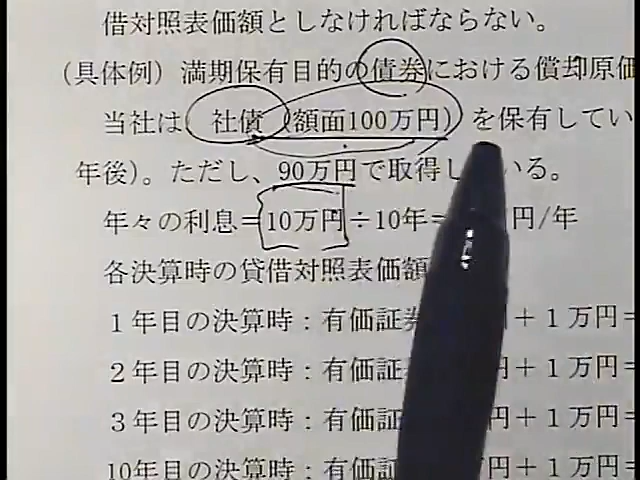 借対照表価額としなければならない。
(具体例）満期保有目的の債券における償却原価
当社は、社債（額面100万円）を保有してい
年後）。ただし、90万円で取得し いる。
年々の利息＝10万円÷10年＝ 円/年
各決算時の貸借対照表価額
1年目の決算時：有価証券 円＋1万円＝
2年目の決算時：有価証 円＋1万円＝
3年目の決算時：有価証 円＋1万円＝
10年目の決算時：有価証 円＋1万円＝